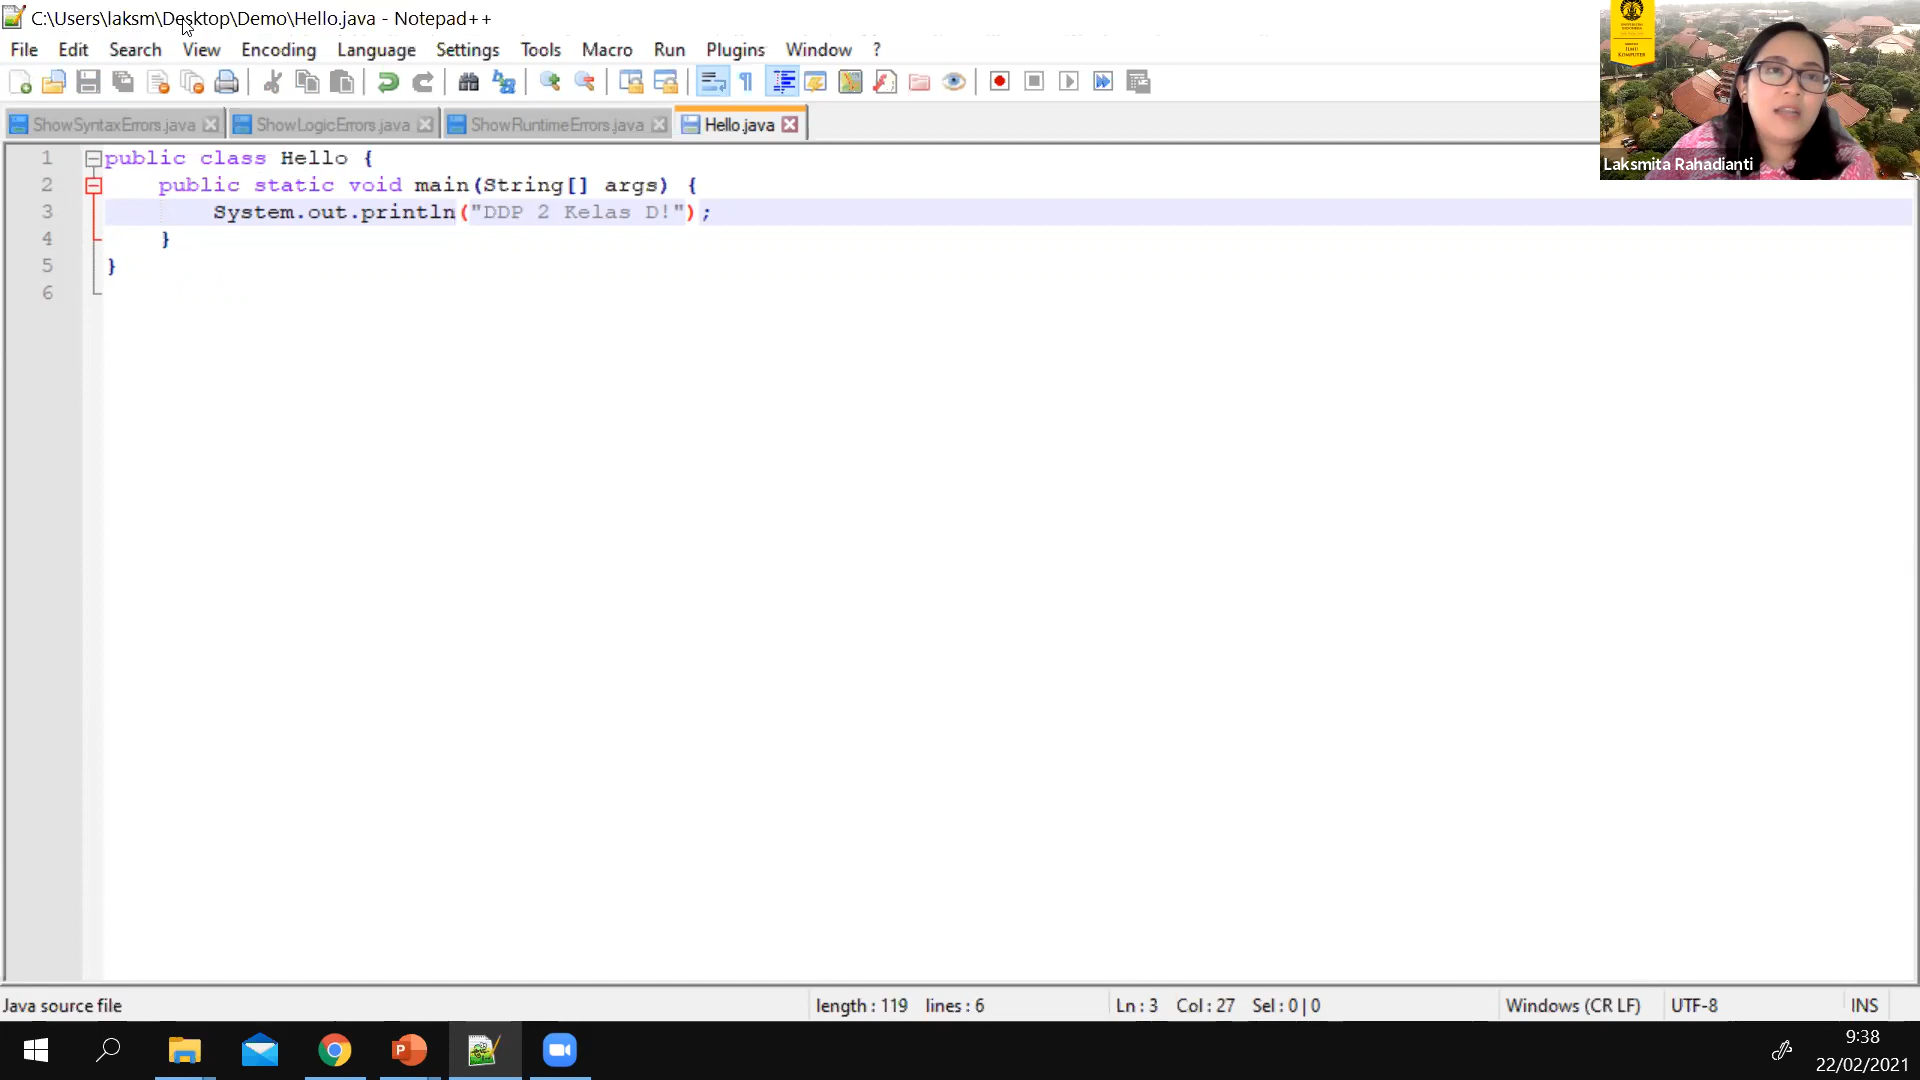 C:\Users\laksm\Desktop\Demo\Hello.java - Notepad++
File Edit Search View Encoding Language Settings Tools Macro Run Plugins Window ?
ShowSyntaxErrors.java ShowLogicErrors.java ShowRuntimeErrors.java Hello.java
1 public class Hello {
2 public static void main(String[] args) {
3 System.out.println("DDP 2 Kelas D!");
4 }
5 }
6
Laksmita Rahadianti
Java source file length : 119 lines : 6 Ln : 3 Col : 27 Sel : 0 | 0 Windows (CR LF) UTF-8 INS
9:38
22/02/2021